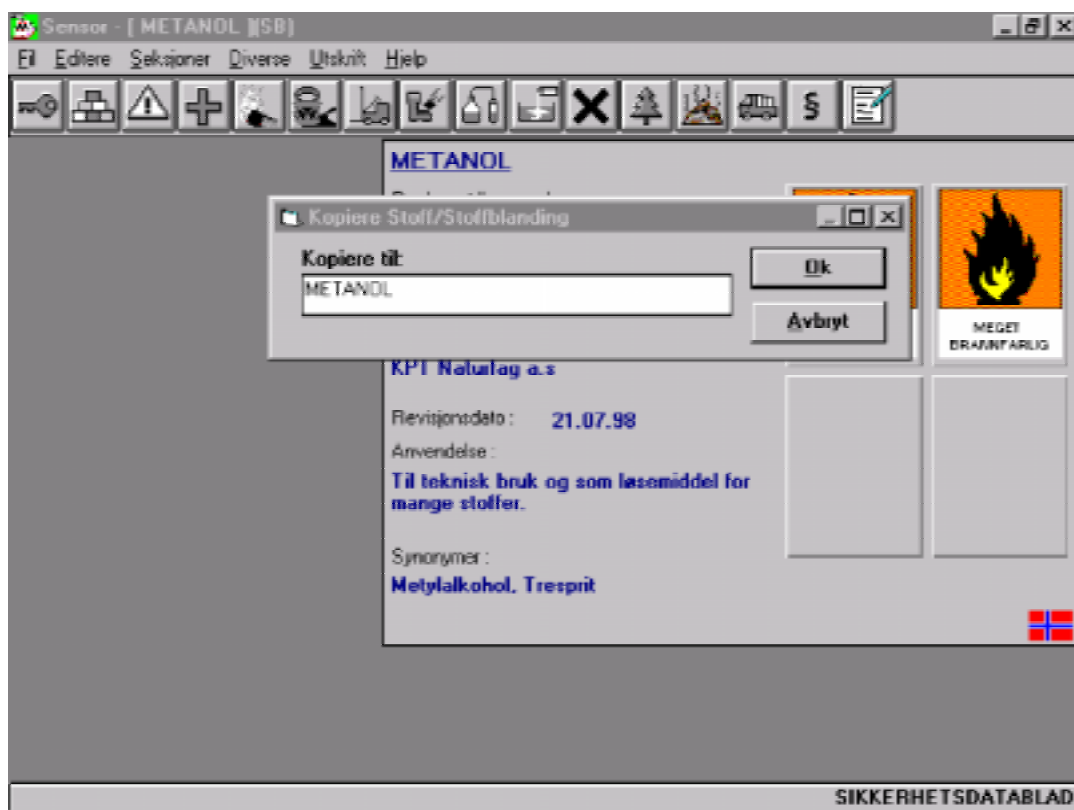 Sensor - [ METANOL ](SB)
Fil Editere Seksjoner Diverse Utskrift Hjelp
§
METANOL
Kopiere Stoff/Stoffblanding
Kopiere til:
METANOL
Ok
Avbryt
MEGET
BRANNFARLIG
KPT Naturfag a.s
Revisjonsdato : 21.07.98
Anvendelse :
Til teknisk bruk og som løsemiddel for
mange stoffer.
Synonymer :
Metylalkohol, Tresprit
SIKKERHETSDATABLAD